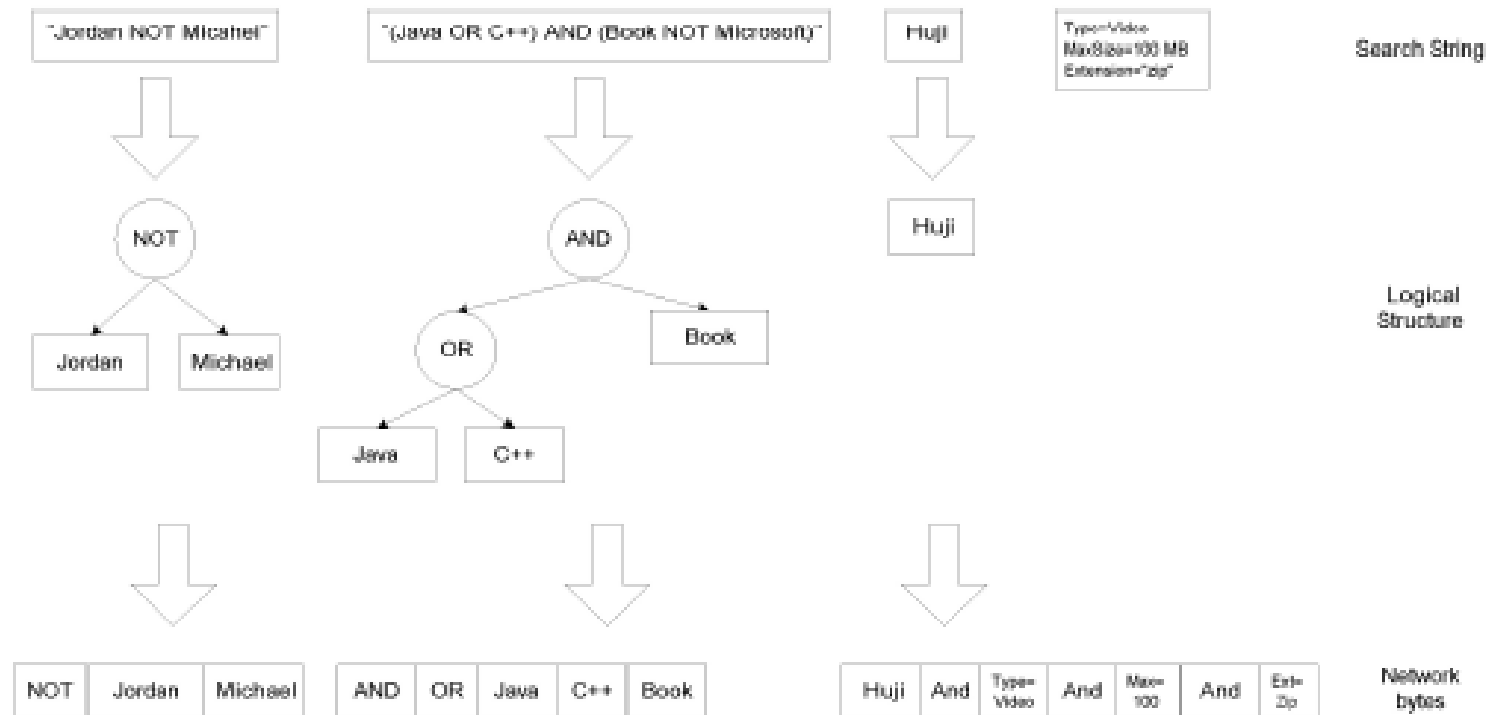 "Jordan NOT Micahel"
"(Java OR C++) AND (Book NOT Microsoft)"
Huji
Type=Video
MaxSize=100 MB
Extension="zip"
Search String
NOT
AND
Huji
Jordan
Michael
OR
Book
Logical
Structure
Java
C++
NOT
Jordan
Michael
AND
OR
Java
C++
Book
Huji
And
Type=
Video
And
Max=
100
And
Ext=
Zip
Network
bytes